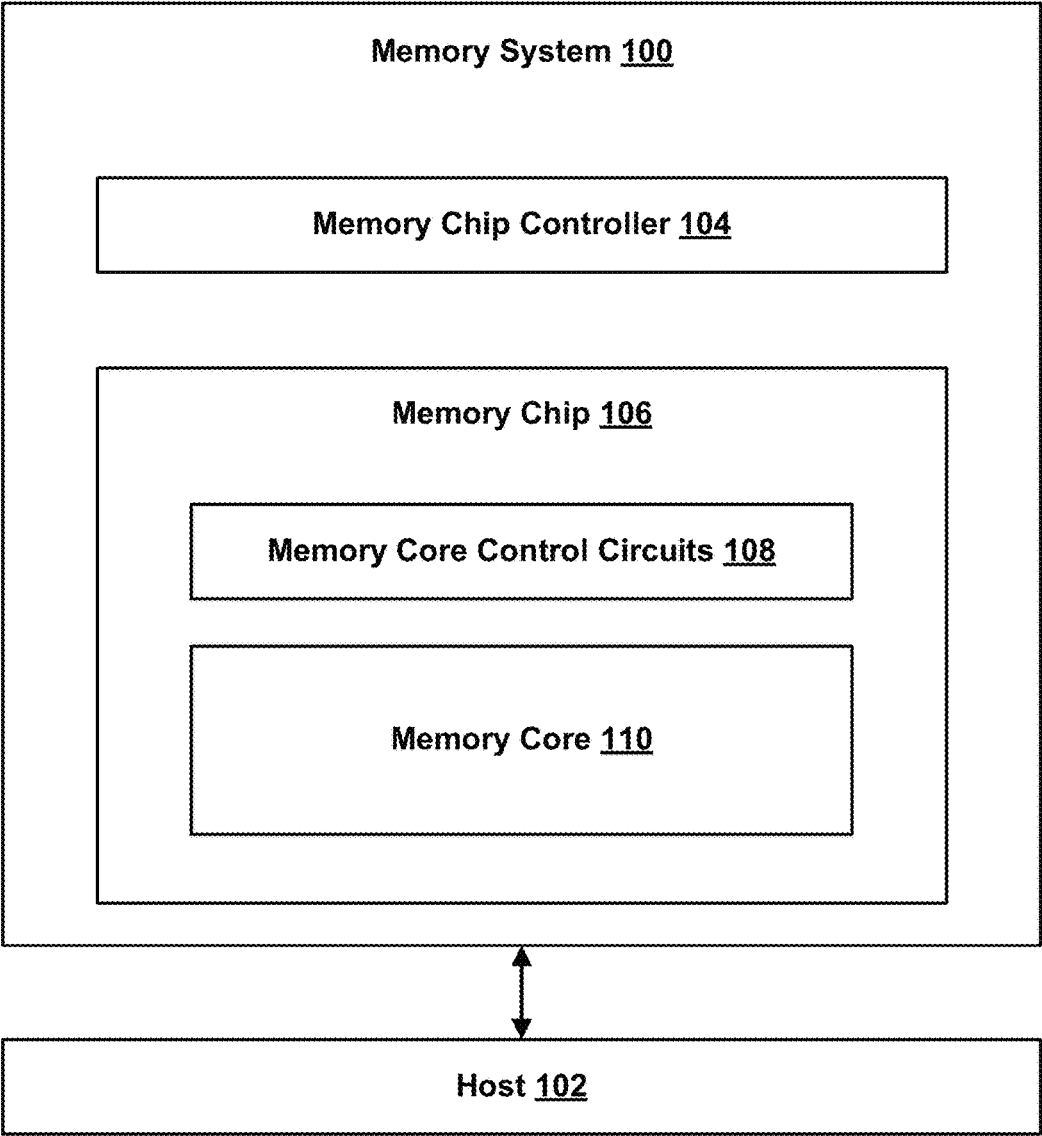 Memory System 100
Memory Chip Controller 104
Memory Chip 106
Memory Core Control Circuits 108
Memory Core 110
Host 102